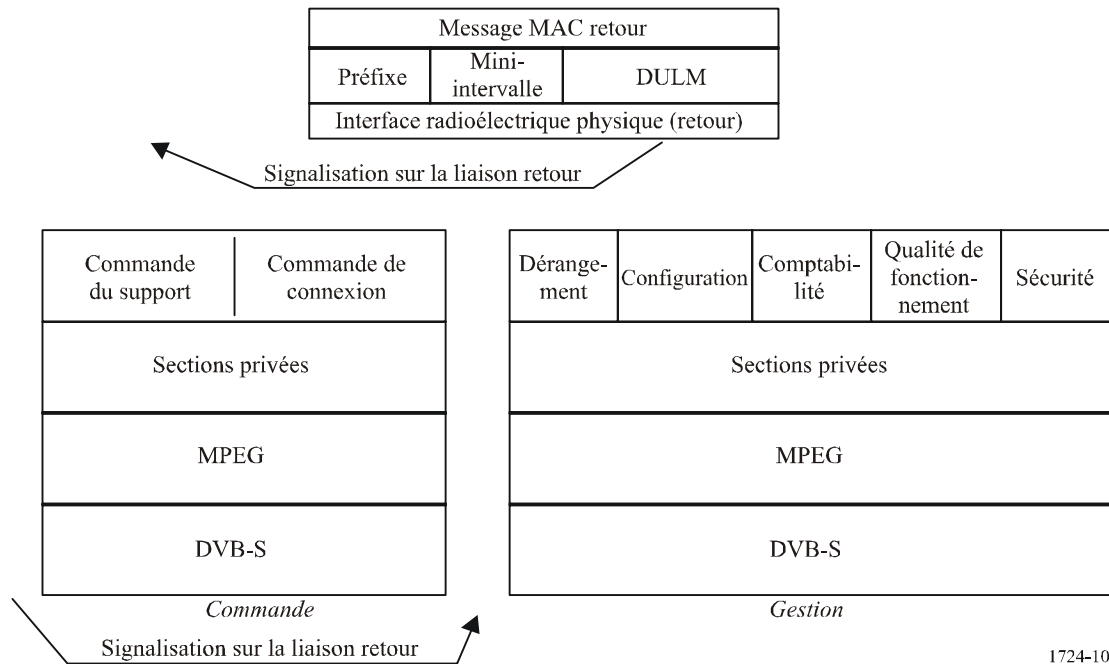 Message MAC retour
Préfixe
Mini-
intervalle
DULM
Interface radioélectrique physique (retour)
Signalisation sur la liaison retour
Commande
du support
Commande de
connexion
Sections privées
MPEG
DVB-S
Commande
Dérange-
ment
Configuration
Comptabi-
lité
Qualité de
fonction-
nement
Sécurité
Sections privées
MPEG
DVB-S
Gestion
Signalisation sur la liaison retour
1724-10